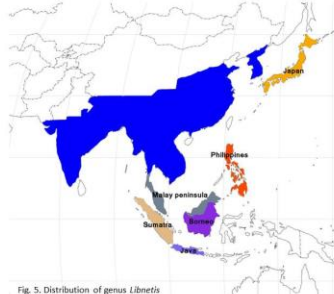 Japan
Philippines
Malay peninsula
Borneo
Sumatra
Java
Fig. 5. Distribution of genus Libnetis